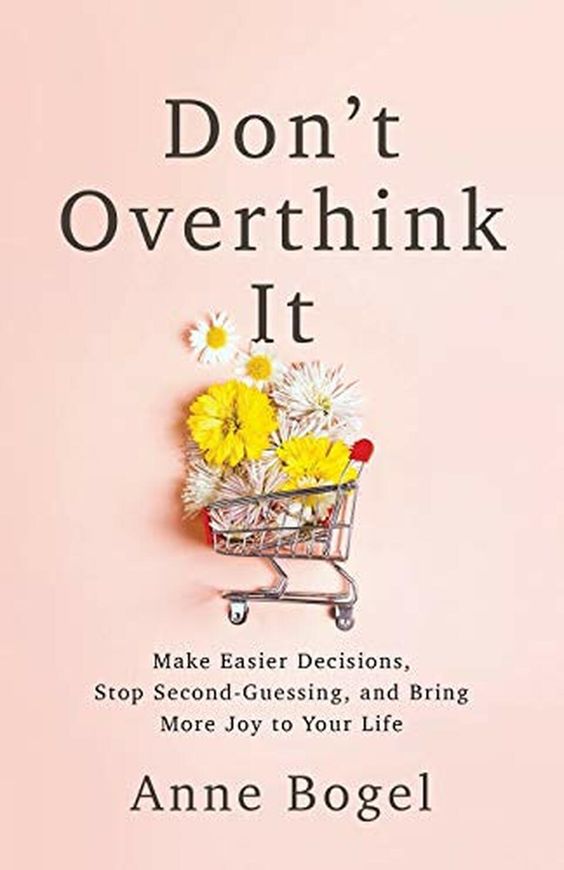 Don’t
Overthink
It
Make Easier Decisions,
Stop Second-Guessing, and Bring
More Joy to Your Life
Anne Bogel